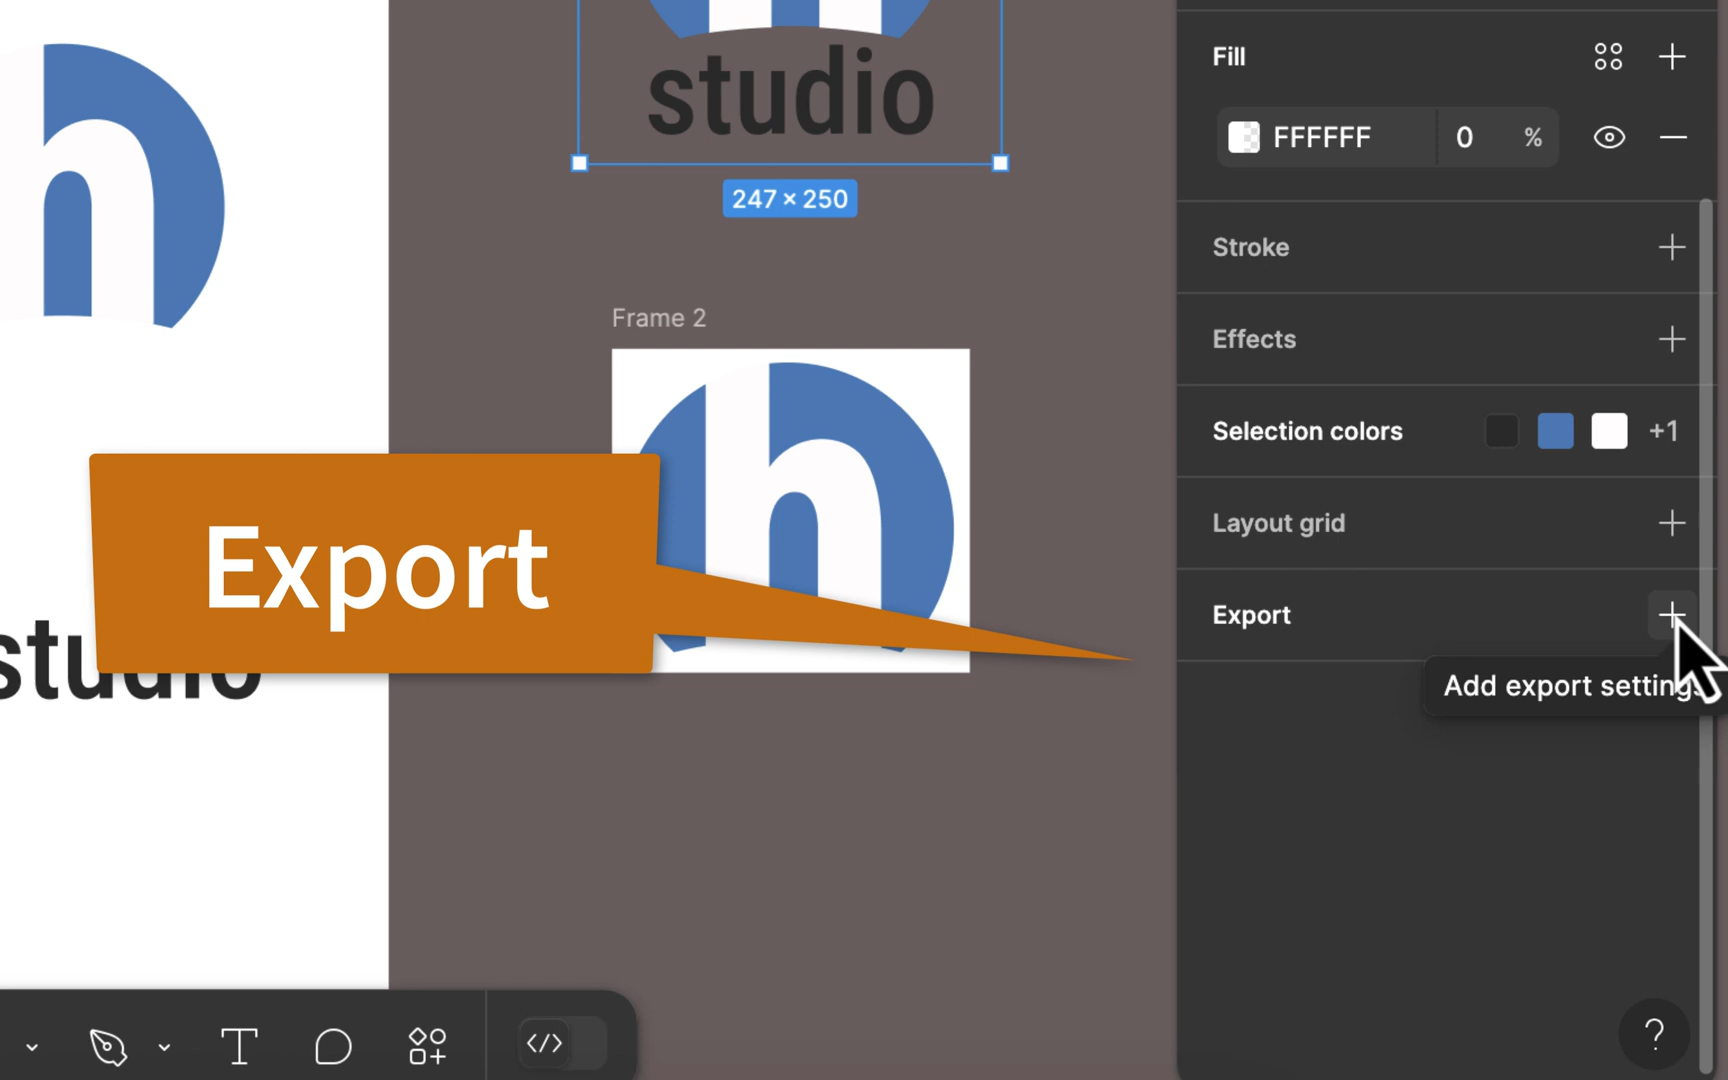 h
studio
247 × 250
Frame 2
h
Export
studio
Fill
FFFFFF 0 %
Stroke
Effects
Selection colors +1
Layout grid
Export
Add export settings
T
</>
?